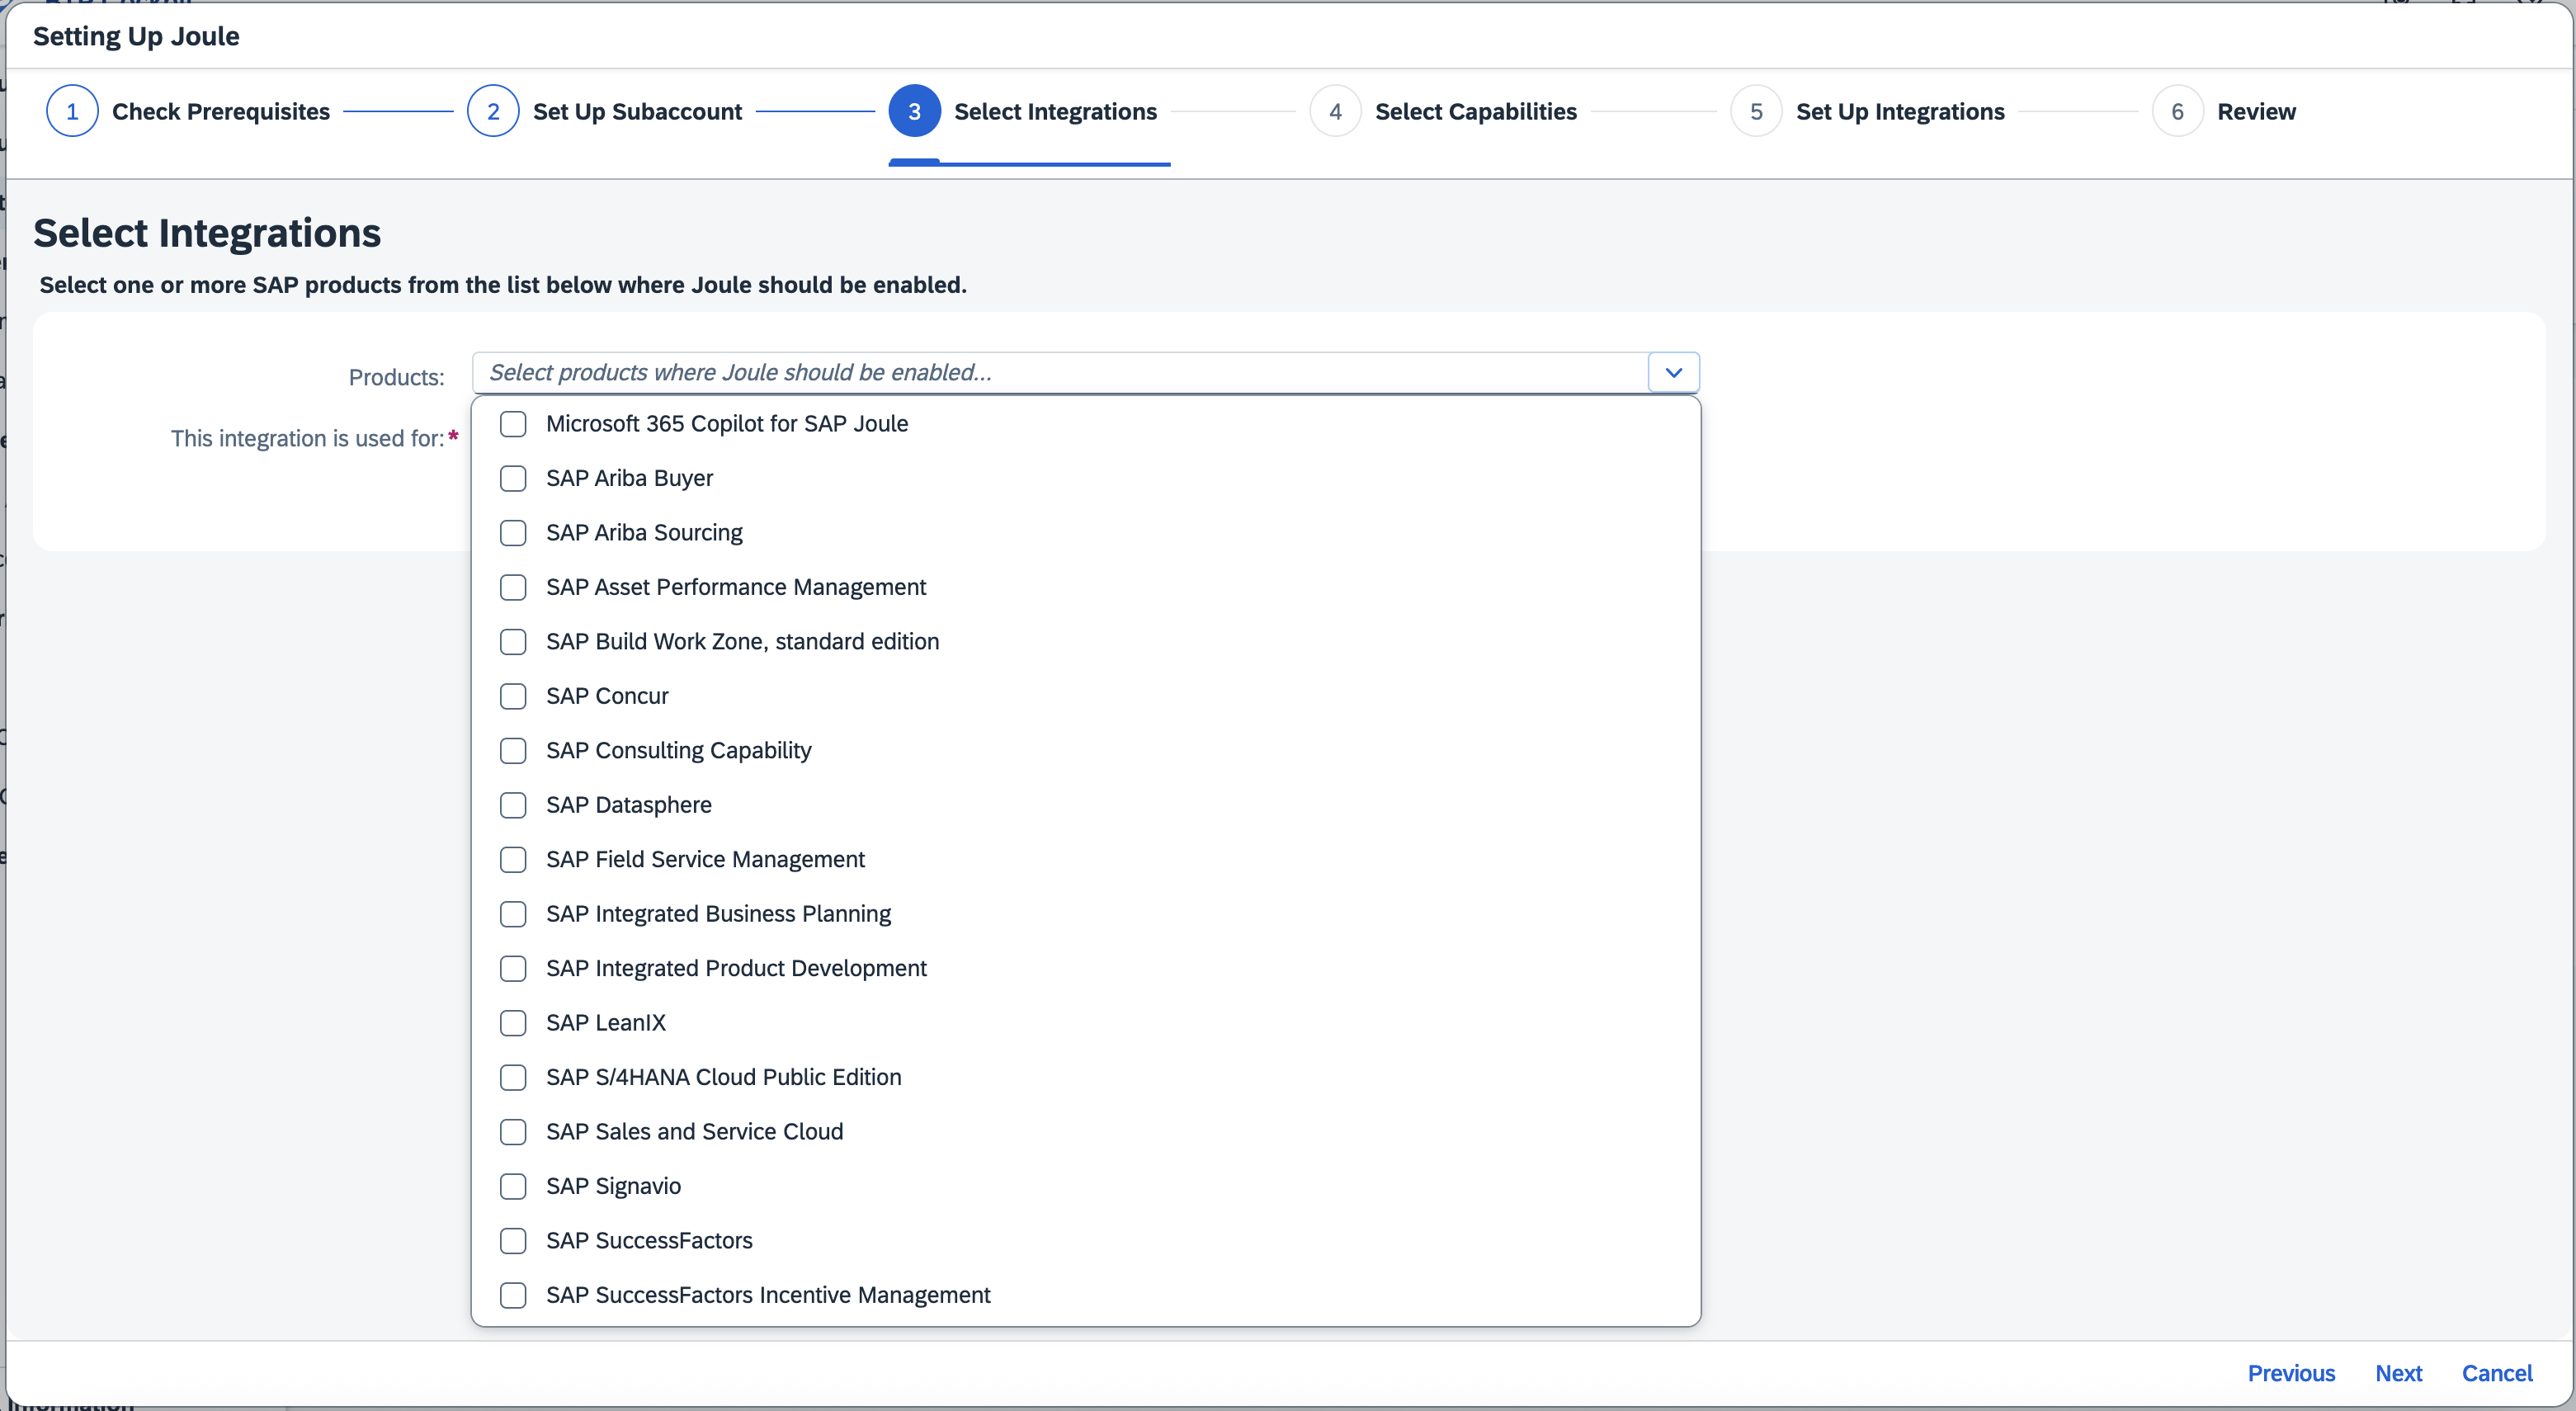 Setting Up Joule
1 Check Prerequisites 2 Set Up Subaccount 3 Select Integrations 4 Select Capabilities 5 Set Up Integrations 6 Review
Select Integrations
Select one or more SAP products from the list below where Joule should be enabled.
Products: Select products where Joule should be enabled...
This integration is used for:*
Microsoft 365 Copilot for SAP Joule
SAP Ariba Buyer
SAP Ariba Sourcing
SAP Asset Performance Management
SAP Build Work Zone, standard edition
SAP Concur
SAP Consulting Capability
SAP Datasphere
SAP Field Service Management
SAP Integrated Business Planning
SAP Integrated Product Development
SAP LeanIX
SAP S/4HANA Cloud Public Edition
SAP Sales and Service Cloud
SAP Signavio
SAP SuccessFactors
SAP SuccessFactors Incentive Management
Previous Next Cancel